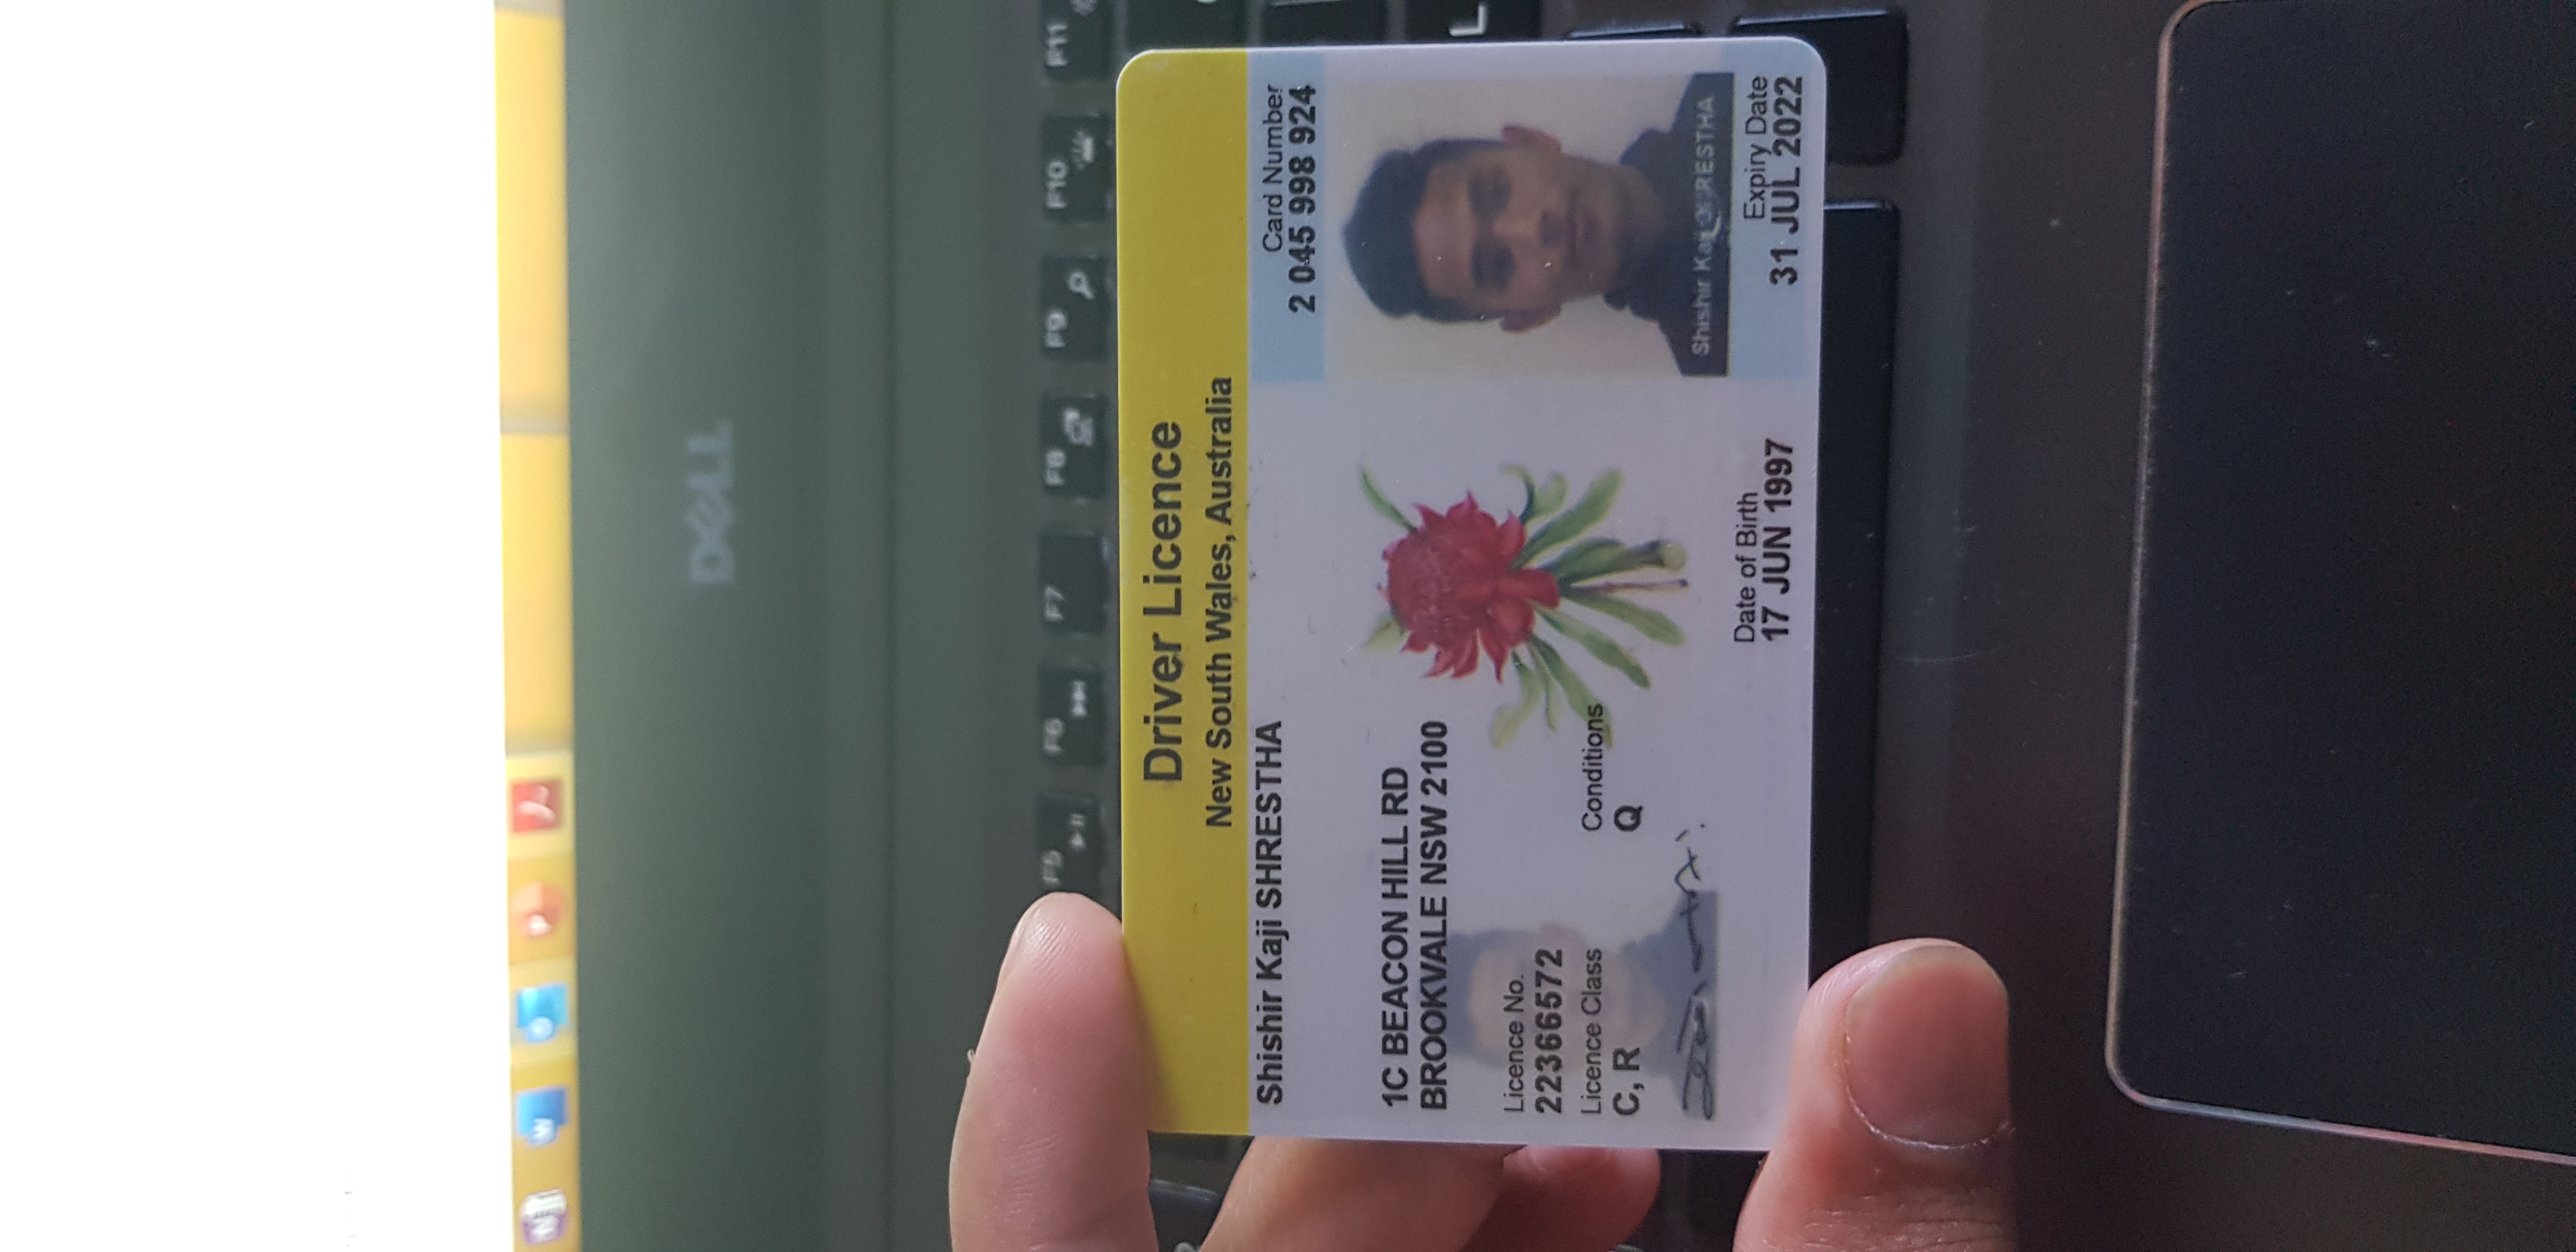 DELL
F5
F6
F7
F8
F9
F10
F11
Driver Licence
New South Wales, Australia
Shishir Kaji SHRESTHA
Card Number
2 045 998 924
1C BEACON HILL RD
BROOKVALE NSW 2100
L
Licence No.
22366572
Licence Class
Conditions
C, R
Q
Shishir Kaji SHRESTHA
Date of Birth
17 JUN 1997
Expiry Date
31 JUL 2022